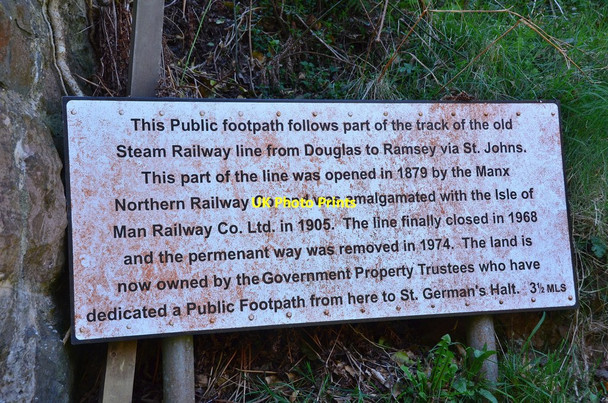 This Public footpath follows part of the track of the old
Steam Railway line from Douglas to Ramsey via St. Johns.
This part of the line was opened in 1879 by the Manx
Northern Railway amalgamated with the Isle of
UK Photo Prints
Man Railway Co. Ltd. in 1905. The line finally closed in 1968
and the permenant way was removed in 1974. The land is
now owned by the Government Property Trustees who have
dedicated a Public Footpath from here to St. German's Halt. 3½ MLS